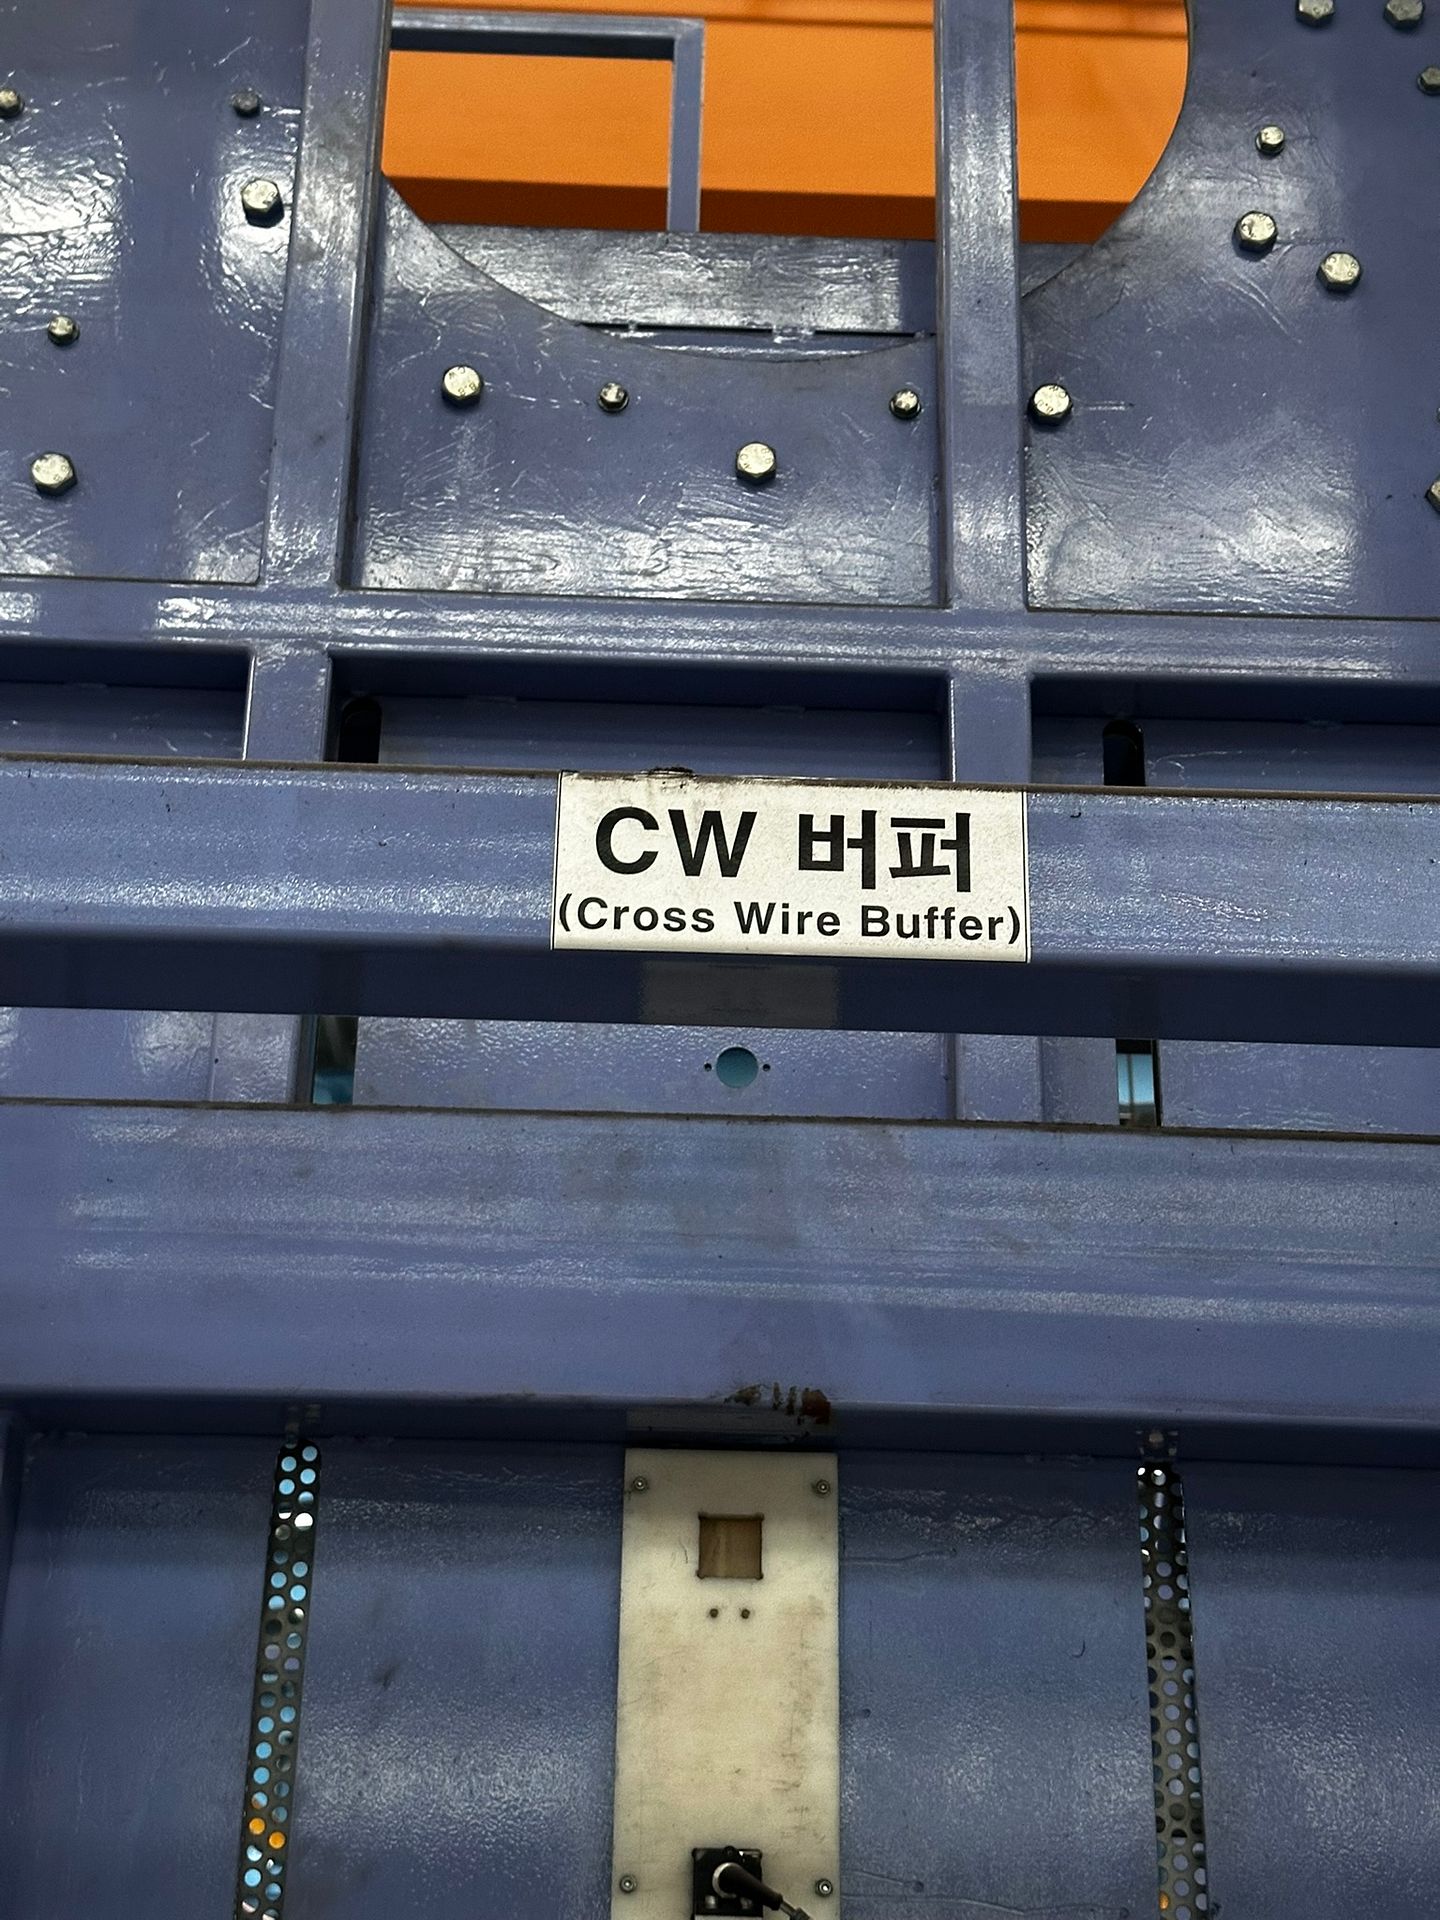 CW 버퍼
(Cross Wire Buffer)